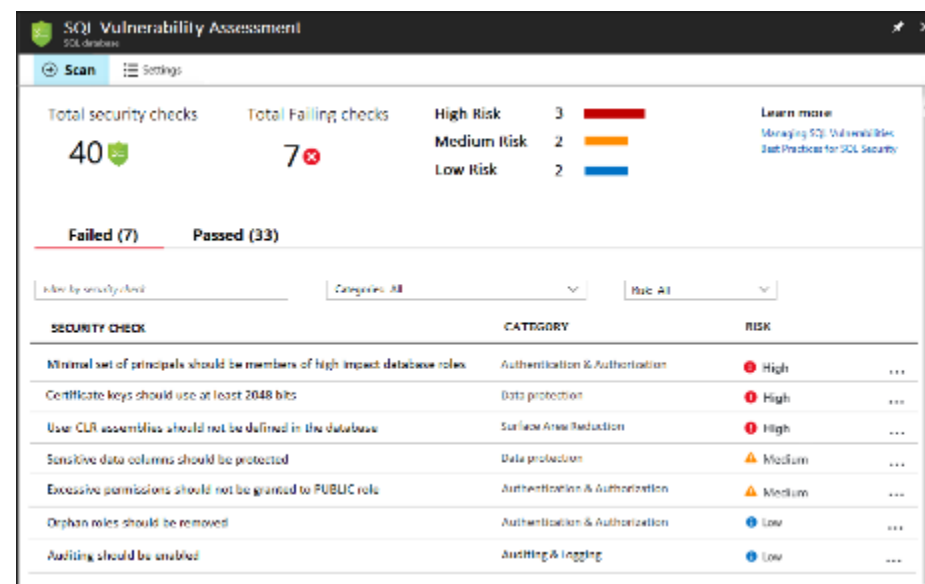 SQL Vulnerability Assessment
SQL database
Scan Settings
Total security checks Total Failing checks High Risk 3 Learn more
40 7 Medium Risk 2 Managing SQL Vulnerabilities
Best Practices for SQL Security
Low Risk 2
Failed (7) Passed (33)
Filter by security check Categories: All Risk: All
SECURITY CHECK CATEGORY RISK
Minimal set of principals should be members of high impact database roles Authentication & Authorization High ...
Certificate keys should use at least 2048 bits Data protection High ...
User CLR assemblies should not be defined in the database Surface Area Reduction High ...
Sensitive data columns should be protected Data protection Medium ...
Excessive permissions should not be granted to PUBLIC role Authentication & Authorization Medium ...
Orphan roles should be removed Authentication & Authorization Low ...
Auditing should be enabled Auditing & Logging Low ...